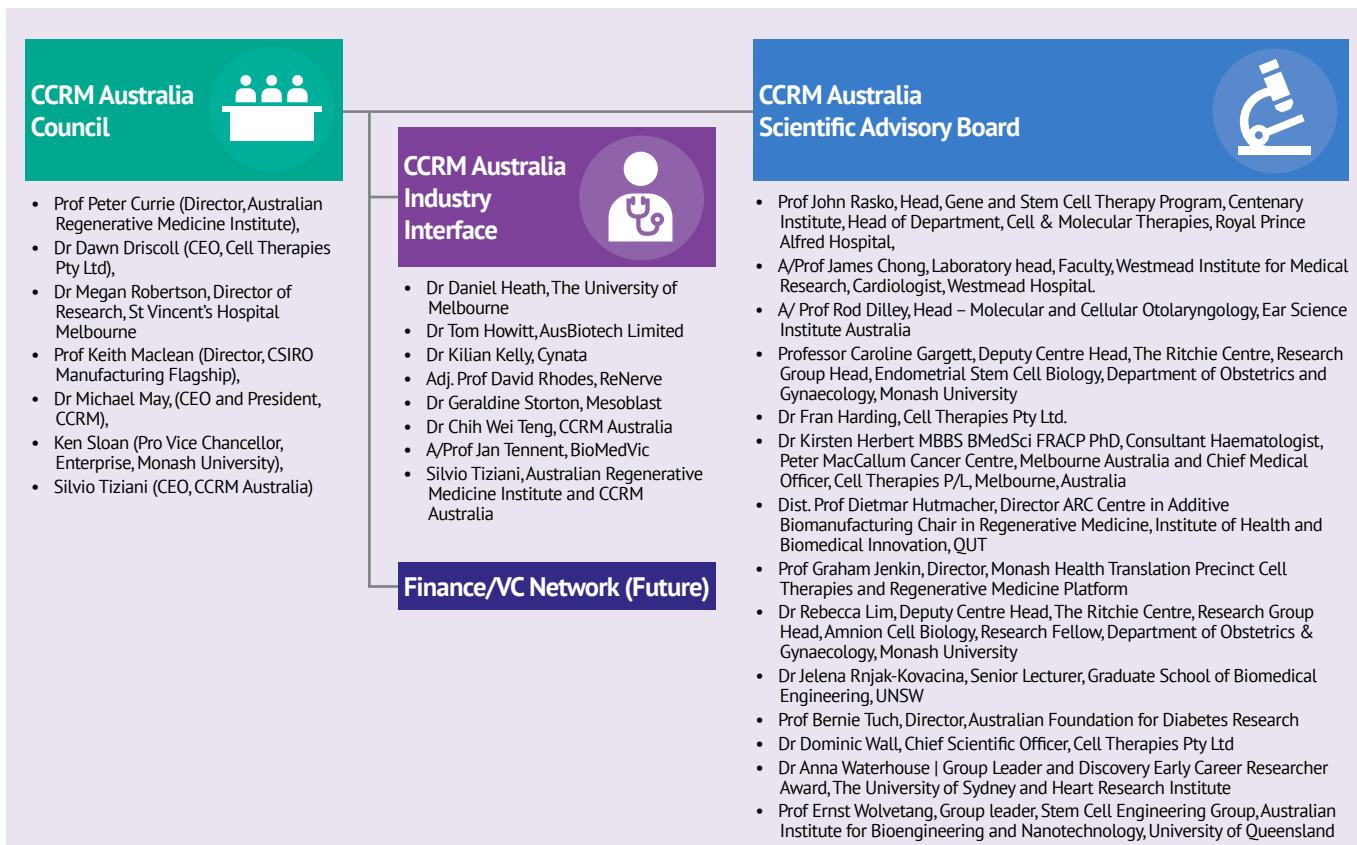 CCRM Australia
Council
• Prof Peter Currie (Director, Australian
Regenerative Medicine Institute),
• Dr Dawn Driscoll (CEO, Cell Therapies
Pty Ltd),
• Dr Megan Robertson, Director of
Research, St Vincent's Hospital
Melbourne
• Prof Keith Maclean (Director, CSIRO
Manufacturing Flagship),
• Dr Michael May, (CEO and President,
CCRM),
• Ken Sloan (Pro Vice Chancellor,
Enterprise, Monash University),
• Silvio Tiziani (CEO, CCRM Australia)
CCRM Australia
Industry
Interface
• Dr Daniel Heath, The University of
Melbourne
• Dr Tom Howitt, AusBiotech Limited
• Dr Kilian Kelly, Cynata
• Adj. Prof David Rhodes, ReNerve
• Dr Geraldine Storton, Mesoblast
• Dr Chih Wei Teng, CCRM Australia
• A/Prof Jan Tennent, BioMedVic
• Silvio Tiziani, Australian Regenerative
Medicine Institute and CCRM
Australia
Finance/VC Network (Future)
CCRM Australia
Scientific Advisory Board
• Prof John Rasko, Head, Gene and Stem Cell Therapy Program, Centenary
Institute, Head of Department, Cell & Molecular Therapies, Royal Prince
Alfred Hospital,
• A/Prof James Chong, Laboratory head, Faculty, Westmead Institute for Medical
Research, Cardiologist, Westmead Hospital.
• A/ Prof Rod Dilley, Head – Molecular and Cellular Otolaryngology, Ear Science
Institute Australia
• Professor Caroline Gargett, Deputy Centre Head, The Ritchie Centre, Research
Group Head, Endometrial Stem Cell Biology, Department of Obstetrics and
Gynaecology, Monash University
• Dr Fran Harding, Cell Therapies Pty Ltd.
• Dr Kirsten Herbert MBBS BMedSci FRACP PhD, Consultant Haematologist,
Peter MacCallum Cancer Centre, Melbourne Australia and Chief Medical
Officer, Cell Therapies P/L, Melbourne, Australia
• Dist. Prof Dietmar Hutmacher, Director ARC Centre in Additive
Biomanufacturing Chair in Regenerative Medicine, Institute of Health and
Biomedical Innovation, QUT
• Prof Graham Jenkin, Director, Monash Health Translation Precinct Cell
Therapies and Regenerative Medicine Platform
• Dr Rebecca Lim, Deputy Centre Head, The Ritchie Centre, Research Group
Head, Amnion Cell Biology, Research Fellow, Department of Obstetrics &
Gynaecology, Monash University
• Dr Jelena Rnjak-Kovacina, Senior Lecturer, Graduate School of Biomedical
Engineering, UNSW
• Prof Bernie Tuch, Director, Australian Foundation for Diabetes Research
• Dr Dominic Wall, Chief Scientific Officer, Cell Therapies Pty Ltd
• Dr Anna Waterhouse | Group Leader and Discovery Early Career Researcher
Award, The University of Sydney and Heart Research Institute
• Prof Ernst Wolvetang, Group leader, Stem Cell Engineering Group, Australian
Institute for Bioengineering and Nanotechnology, University of Queensland